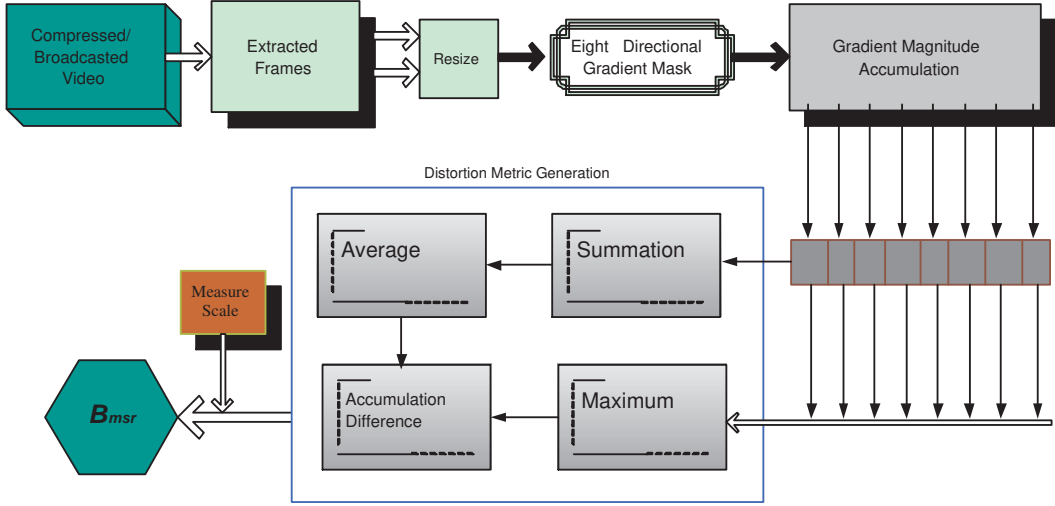 Compressed/
Broadcasted
Video
Extracted
Frames
Resize
Eight Directional
Gradient Mask
Gradient Magnitude
Accumulation
Distortion Metric Generation
Average
Summation
Measure
Scale
Accumulation
Difference
Maximum
Bmsr